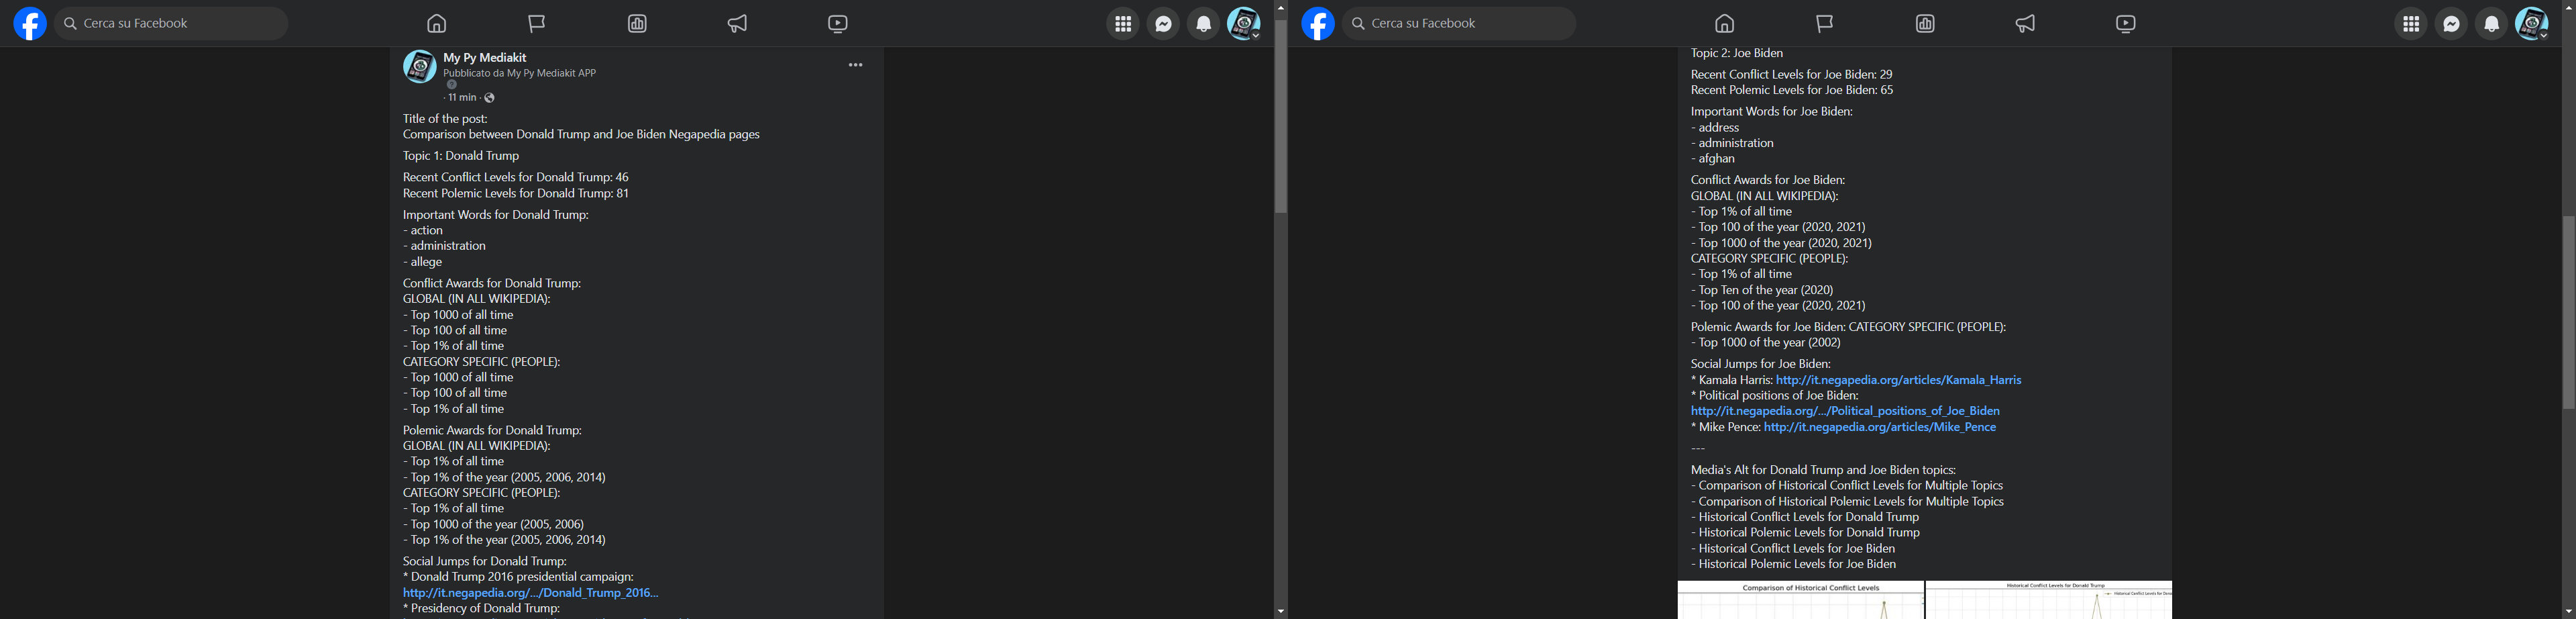 Cerca su Facebook
My Py Mediakit
Pubblicato da My Py Mediakit APP
· 11 min ·
Title of the post:
Comparison between Donald Trump and Joe Biden Negapedia pages
Topic 1: Donald Trump
Recent Conflict Levels for Donald Trump: 46
Recent Polemic Levels for Donald Trump: 81
Important Words for Donald Trump:
- action
- administration
- allege
Conflict Awards for Donald Trump:
GLOBAL (IN ALL WIKIPEDIA):
- Top 1000 of all time
- Top 100 of all time
- Top 1% of all time
CATEGORY SPECIFIC (PEOPLE):
- Top 1000 of all time
- Top 100 of all time
- Top 1% of all time
Polemic Awards for Donald Trump:
GLOBAL (IN ALL WIKIPEDIA):
- Top 1% of all time
- Top 1% of the year (2005, 2006, 2014)
CATEGORY SPECIFIC (PEOPLE):
- Top 1% of all time
- Top 1000 of the year (2005, 2006)
- Top 1% of the year (2005, 2006, 2014)
Social Jumps for Donald Trump:
* Donald Trump 2016 presidential campaign:
http://it.negapedia.org/.../Donald_Trump_2016...
* Presidency of Donald Trump:
Cerca su Facebook
Topic 2: Joe Biden
Recent Conflict Levels for Joe Biden: 29
Recent Polemic Levels for Joe Biden: 65
Important Words for Joe Biden:
- address
- administration
- afghan
Conflict Awards for Joe Biden:
GLOBAL (IN ALL WIKIPEDIA):
- Top 1% of all time
- Top 100 of the year (2020, 2021)
- Top 1000 of the year (2020, 2021)
CATEGORY SPECIFIC (PEOPLE):
- Top 1% of all time
- Top Ten of the year (2020)
- Top 100 of the year (2020, 2021)
Polemic Awards for Joe Biden: CATEGORY SPECIFIC (PEOPLE):
- Top 1000 of the year (2002)
Social Jumps for Joe Biden:
* Kamala Harris: http://it.negapedia.org/articles/Kamala_Harris
* Political positions of Joe Biden:
http://it.negapedia.org/.../Political_positions_of_Joe_Biden
* Mike Pence: http://it.negapedia.org/articles/Mike_Pence
---
Media's Alt for Donald Trump and Joe Biden topics:
- Comparison of Historical Conflict Levels for Multiple Topics
- Comparison of Historical Polemic Levels for Multiple Topics
- Historical Conflict Levels for Donald Trump
- Historical Polemic Levels for Donald Trump
- Historical Conflict Levels for Joe Biden
- Historical Polemic Levels for Joe Biden
Comparison of Historical Conflict Levels
Historical Conflict Levels for Donald Trump
Historical Conflict Levels for